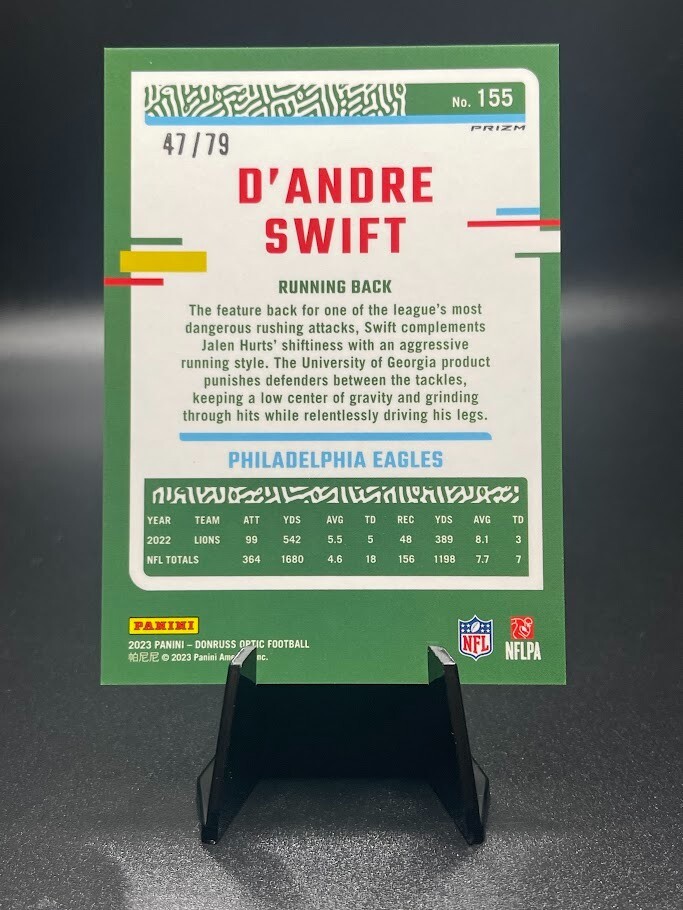 No. 155
PRIZM
47/79
D'ANDRE
SWIFT
RUNNING BACK
The feature back for one of the league's most
dangerous rushing attacks, Swift complements
Jalen Hurts' shiftiness with an aggressive
running style. The University of Georgia product
punishes defenders between the tackles,
keeping a low center of gravity and grinding
through hits while relentlessly driving his legs.
PHILADELPHIA EAGLES
YEAR TEAM ATT YDS AVG TD REC YDS AVG TD
2022 LIONS 99 542 5.5 5 48 389 8.1 3
NFL TOTALS 364 1680 4.6 18 156 1198 7.7 7
PANINI
2023 PANINI – DONRUSS OPTIC FOOTBALL
帕尼尼 © 2023 Panini America, Inc.
NFL
NFLPA